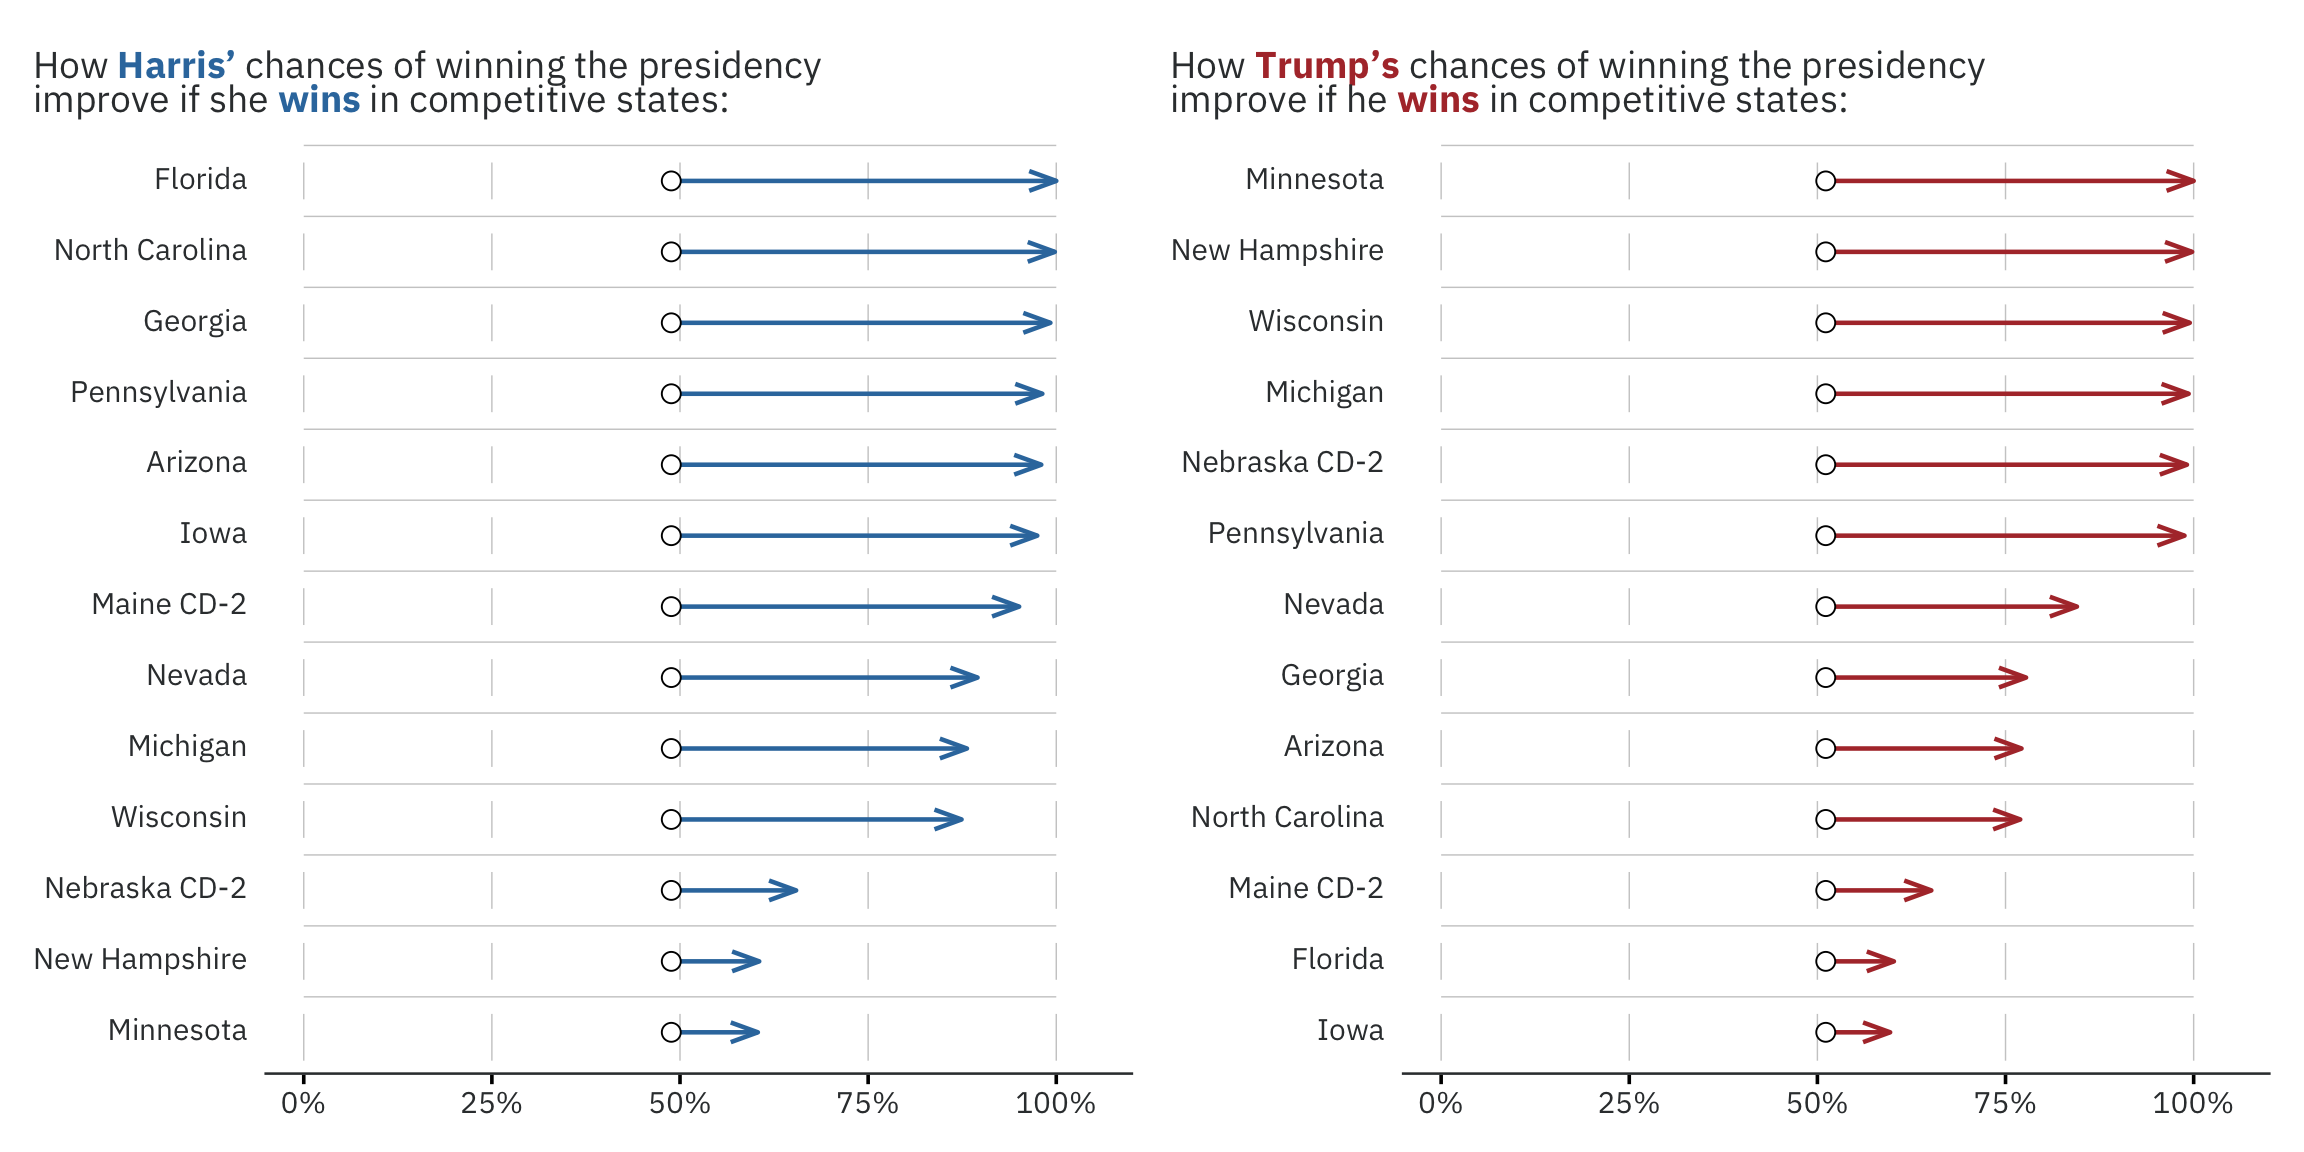 How Harris’ chances of winning the presidency
improve if she wins in competitive states:
Florida
North Carolina
Georgia
Pennsylvania
Arizona
Iowa
Maine CD-2
Nevada
Michigan
Wisconsin
Nebraska CD-2
New Hampshire
Minnesota
0% 25% 50% 75% 100%
How Trump’s chances of winning the presidency
improve if he wins in competitive states:
Minnesota
New Hampshire
Wisconsin
Michigan
Nebraska CD-2
Pennsylvania
Nevada
Georgia
Arizona
North Carolina
Maine CD-2
Florida
Iowa
0% 25% 50% 75% 100%